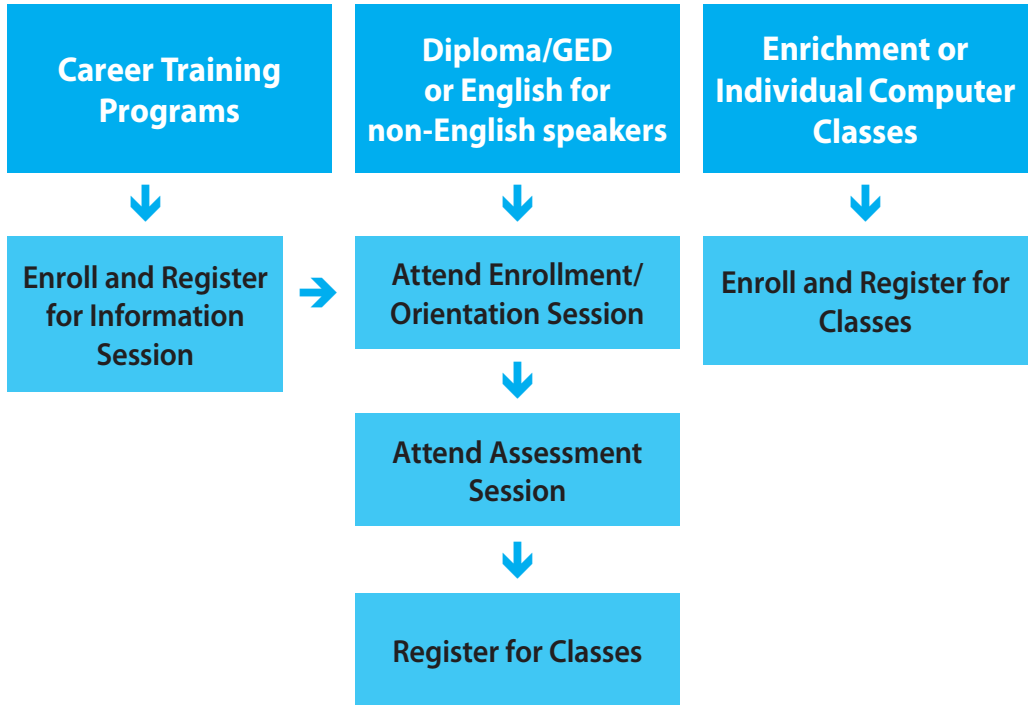 Career Training
Programs
Diploma/GED
or English for
non-English speakers
Enrichment or
Individual Computer
Classes
Enroll and Register
for Information
Session
Attend Enrollment/
Orientation Session
Enroll and Register for
Classes
Attend Assessment
Session
Register for Classes